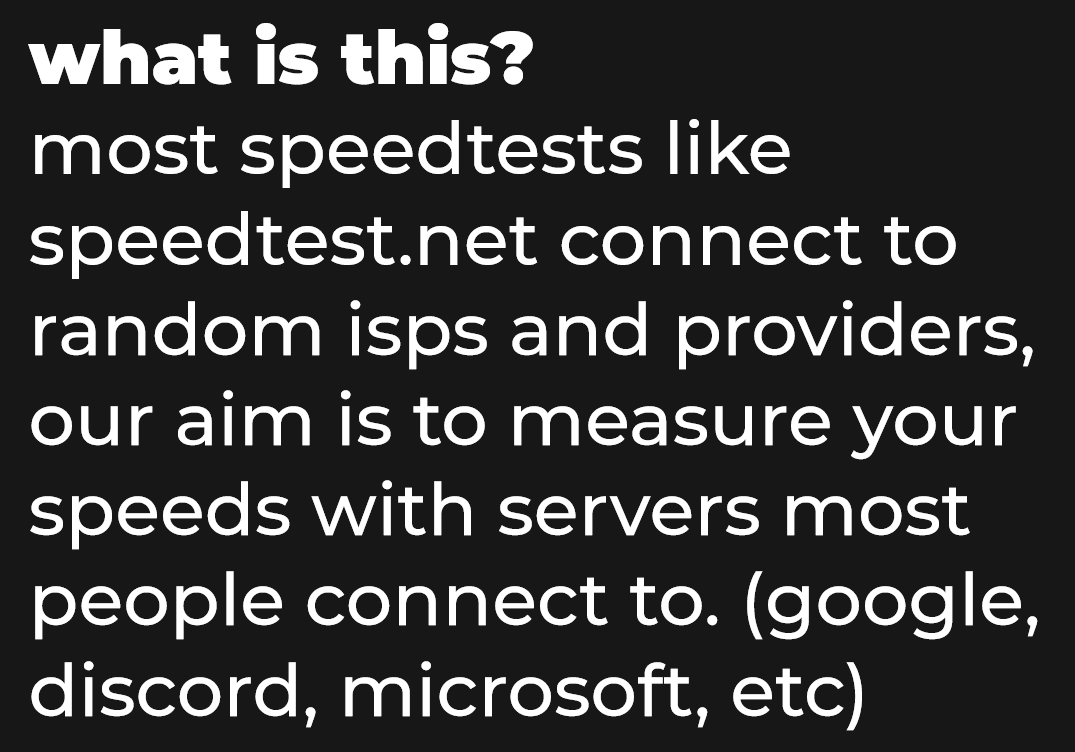 what is this?
most speedtests like
speedtest.net connect to
random isps and providers,
our aim is to measure your
speeds with servers most
people connect to. (google,
discord, microsoft, etc)